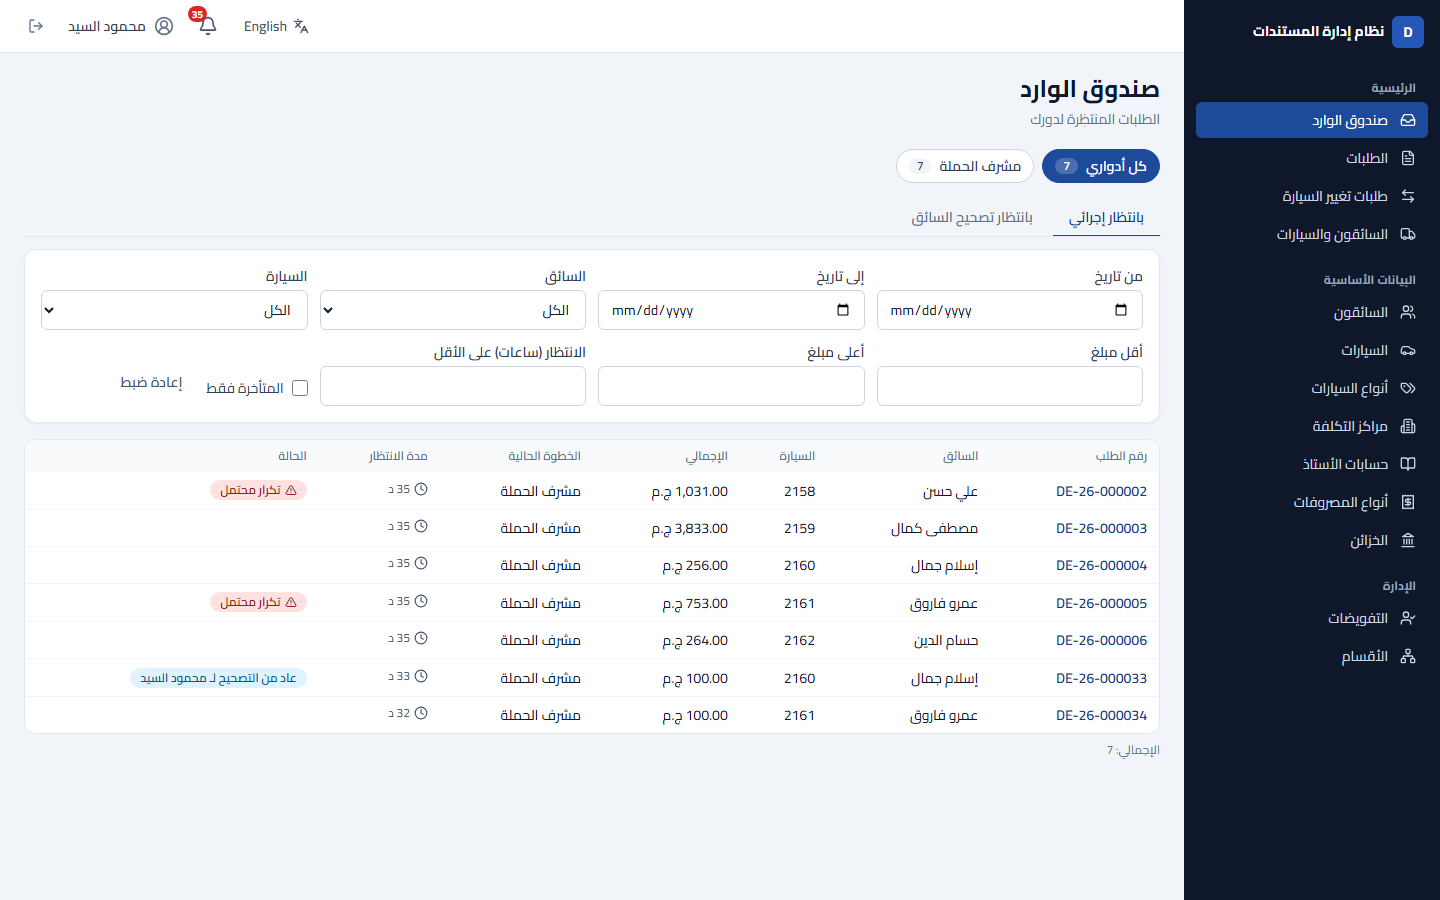 D نظام إدارة المستندات
الرئيسية
صندوق الوارد
الطلبات
طلبات تغيير السيارة
السائقون والسيارات
البيانات الأساسية
السائقون
السيارات
أنواع السيارات
مراكز التكلفة
حسابات الأستاذ
أنواع المصروفات
الخزائن
الإدارة
التفويضات
الأقسام
English
35
محمود السيد
صندوق الوارد
الطلبات المنتظِرة لدورك
كل أدواري 7
مشرف الحملة 7
بانتظار إجرائي
بانتظار تصحيح السائق
من تاريخ إلى تاريخ السائق السيارة
mm/dd/yyyy mm/dd/yyyy الكل الكل
أقل مبلغ أعلى مبلغ الانتظار (ساعات) على الأقل
المتأخرة فقط إعادة ضبط
رقم الطلب السائق السيارة الإجمالي الخطوة الحالية مدة الانتظار الحالة
DE-26-000002 علي حسن 2158 1,031.00 ج.م مشرف الحملة 35 د تكرار محتمل
DE-26-000003 مصطفى كمال 2159 3,833.00 ج.م مشرف الحملة 35 د
DE-26-000004 إسلام جمال 2160 256.00 ج.م مشرف الحملة 35 د
DE-26-000005 عمرو فاروق 2161 753.00 ج.م مشرف الحملة 35 د تكرار محتمل
DE-26-000006 حسام الدين 2162 264.00 ج.م مشرف الحملة 35 د
DE-26-000033 إسلام جمال 2160 100.00 ج.م مشرف الحملة 33 د عاد من التصحيح لـ محمود السيد
DE-26-000034 عمرو فاروق 2161 100.00 ج.م مشرف الحملة 32 د
الإجمالي: 7